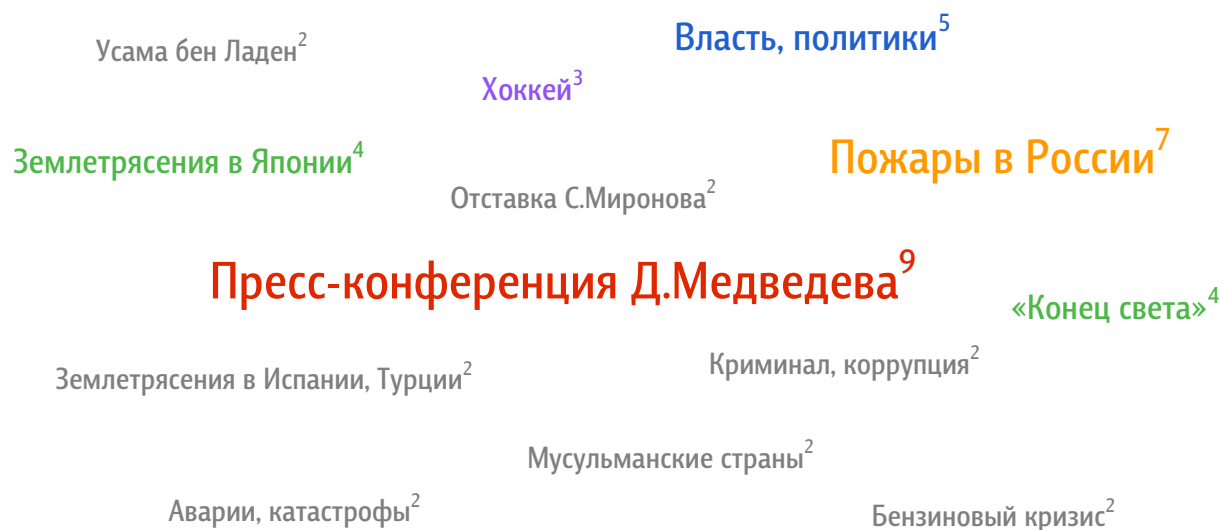 Усама бен Ладен²
Власть, политики⁵
Хоккей³
Землетрясения в Японии⁴
Пожары в России⁷
Отставка С.Миронова²
Пресс-конференция Д.Медведева⁹
«Конец света»⁴
Землетрясения в Испании, Турции²
Криминал, коррупция²
Мусульманские страны²
Аварии, катастрофы²
Бензиновый кризис²